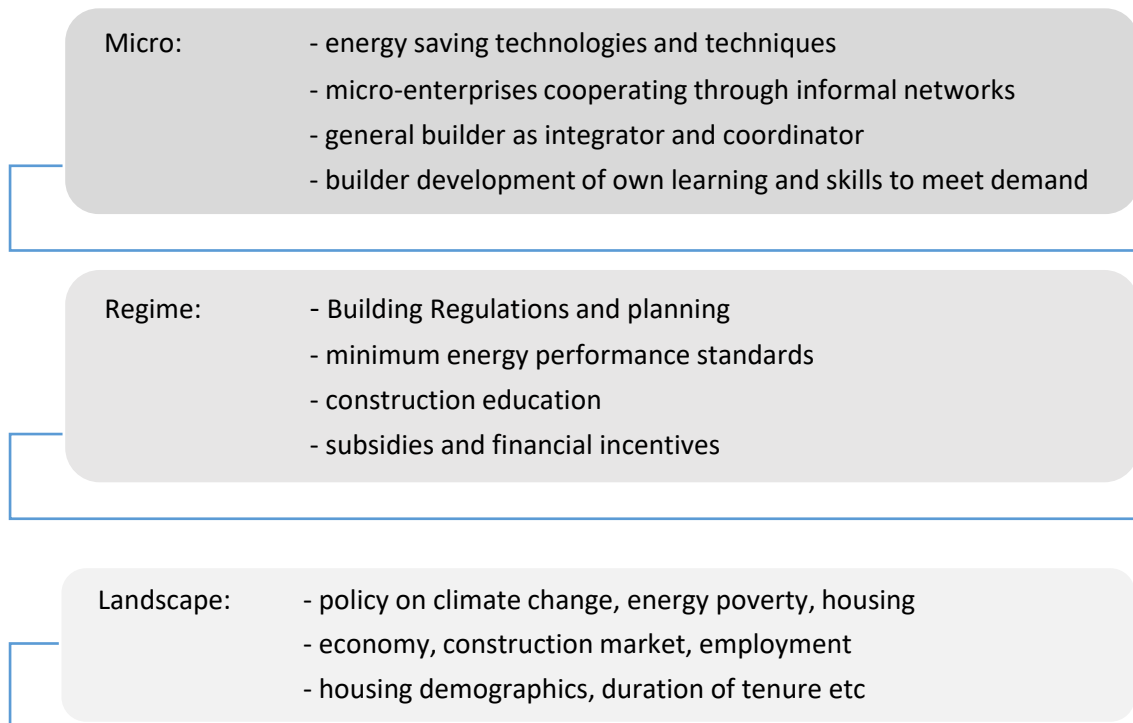 Micro: - energy saving technologies and techniques
- micro-enterprises cooperating through informal networks
- general builder as integrator and coordinator
- builder development of own learning and skills to meet demand
Regime: - Building Regulations and planning
- minimum energy performance standards
- construction education
- subsidies and financial incentives
Landscape: - policy on climate change, energy poverty, housing
- economy, construction market, employment
- housing demographics, duration of tenure etc